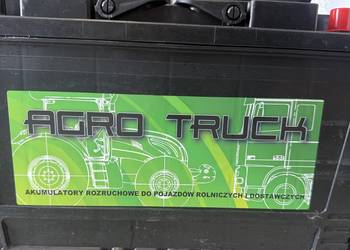 AGRO TRUCK
AKUMULATORY ROZRUCHOWE DO POJAZDÓW ROLNICZYCH I DOSTAWCZYCH